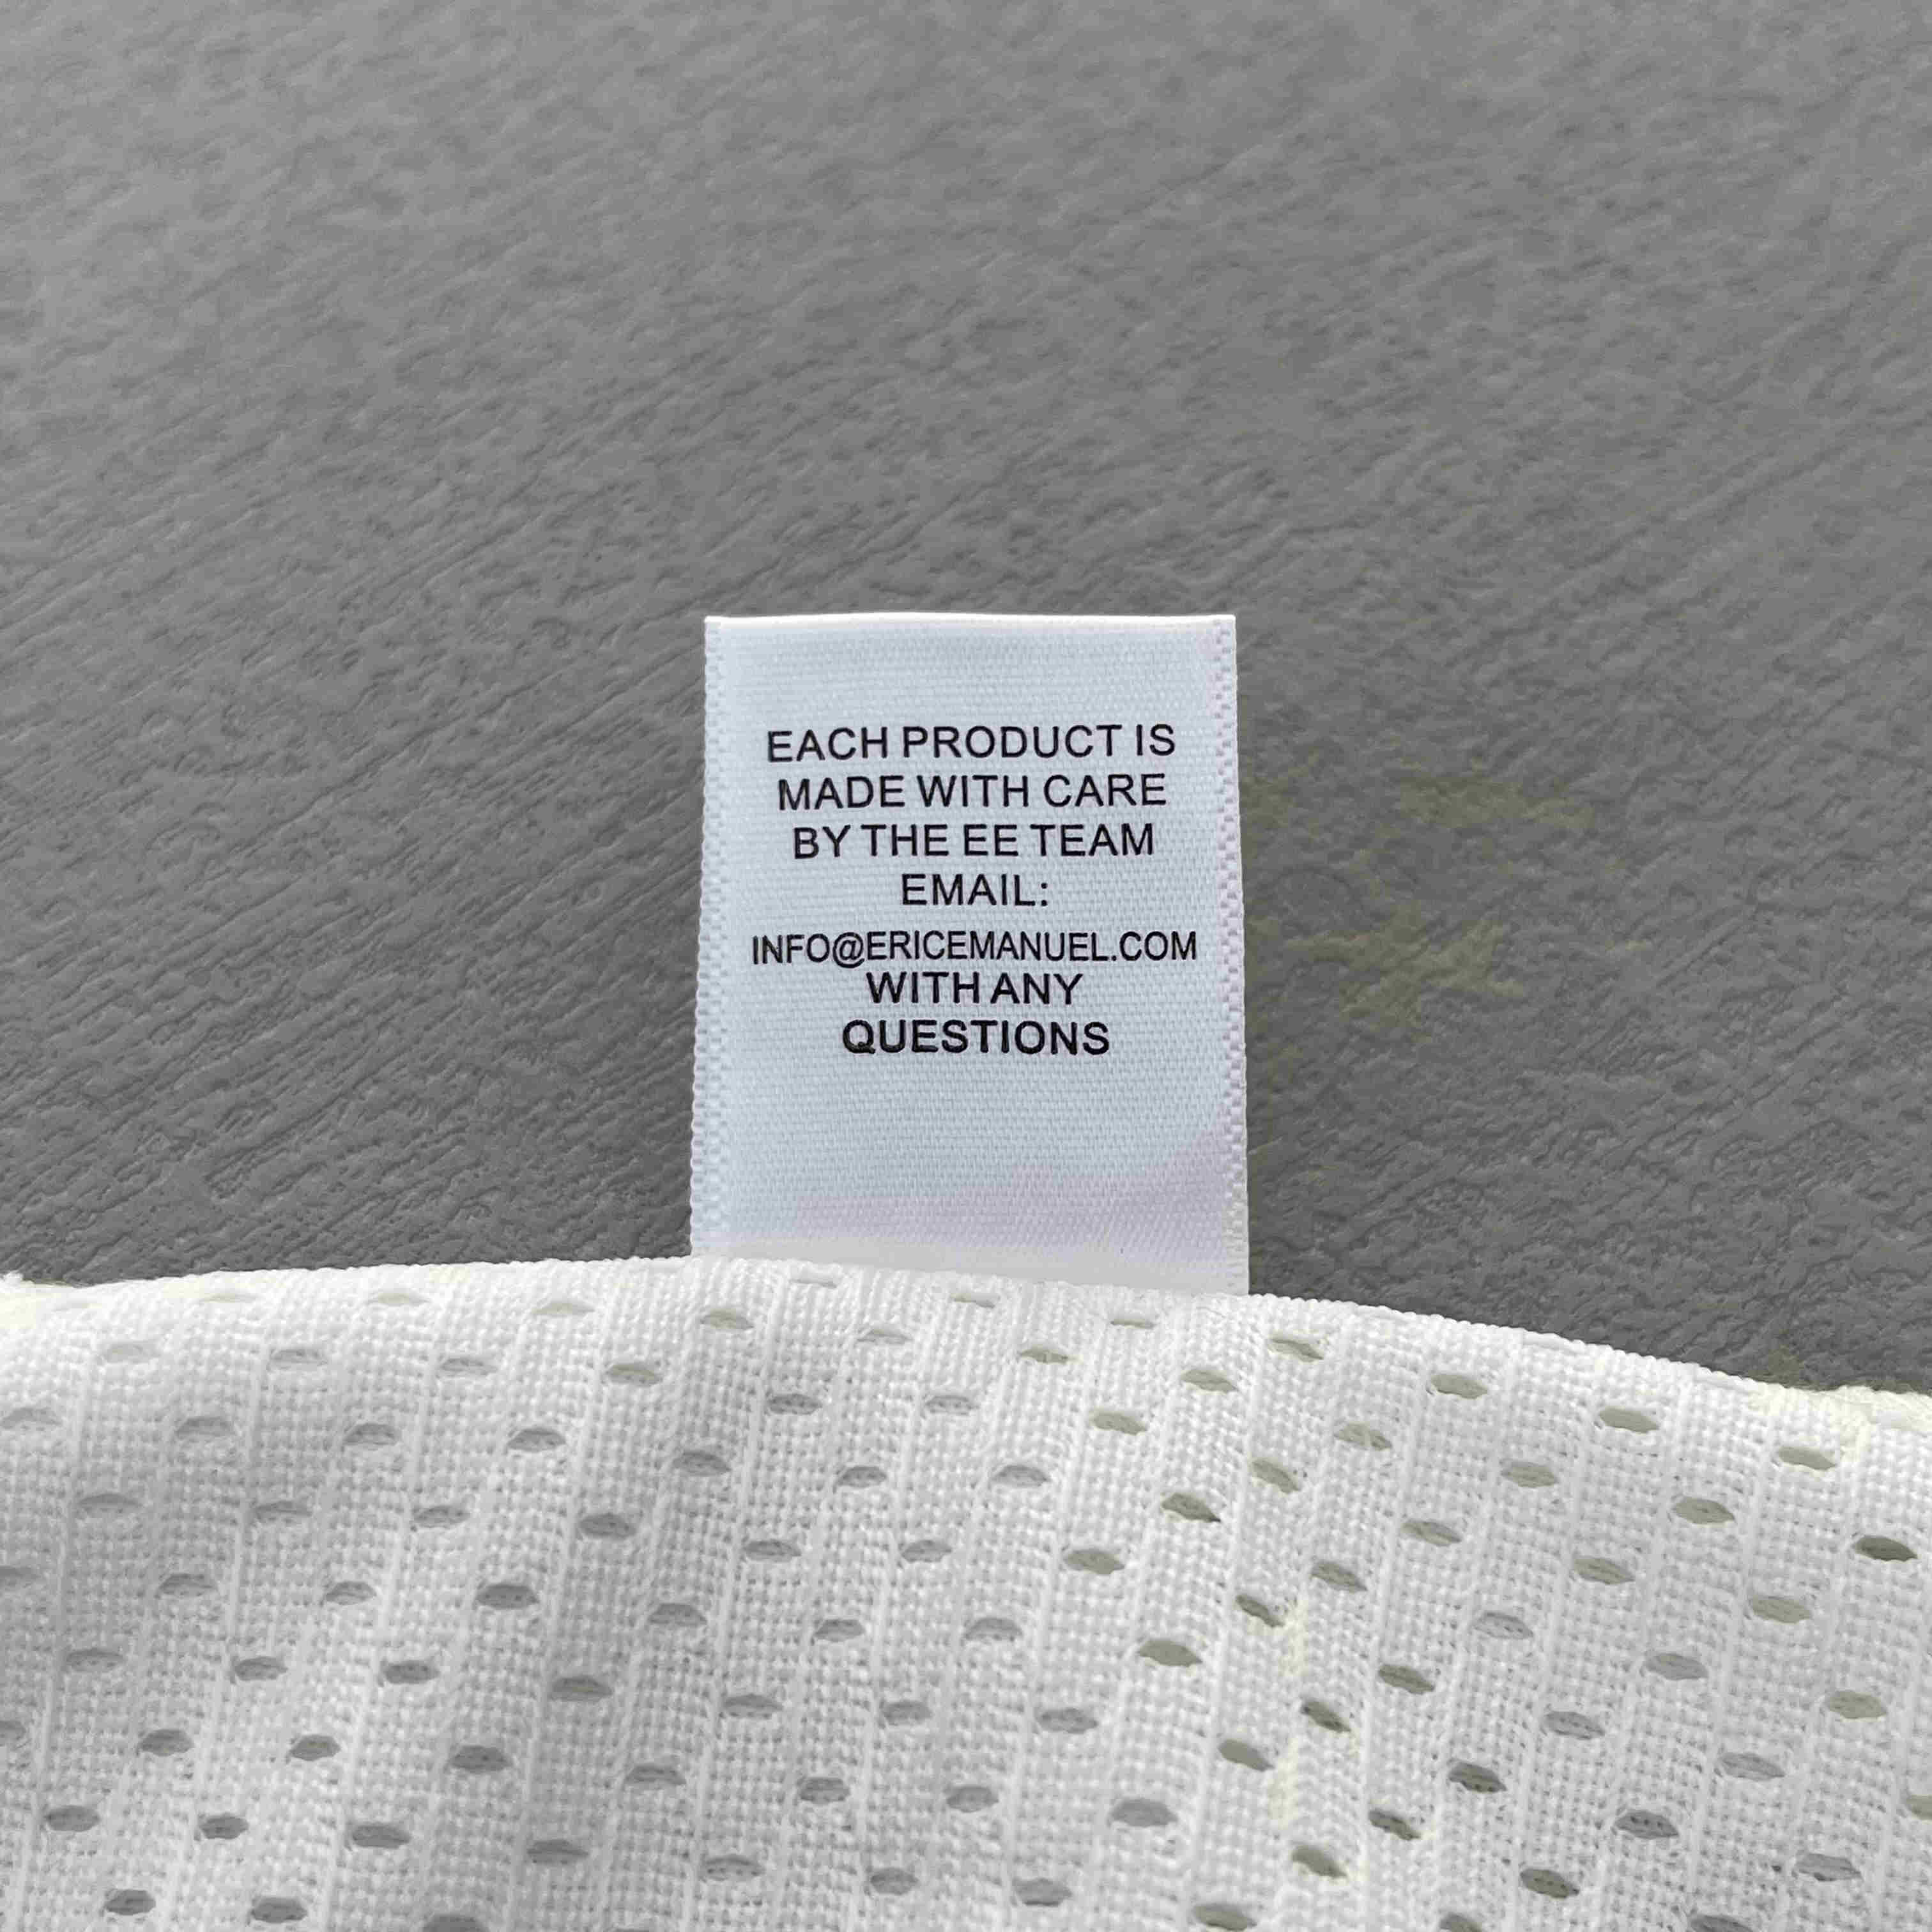 EACH PRODUCT IS
MADE WITH CARE
BY THE EE TEAM
EMAIL:
INFO@ERICEMANUEL.COM
WITH ANY
QUESTIONS